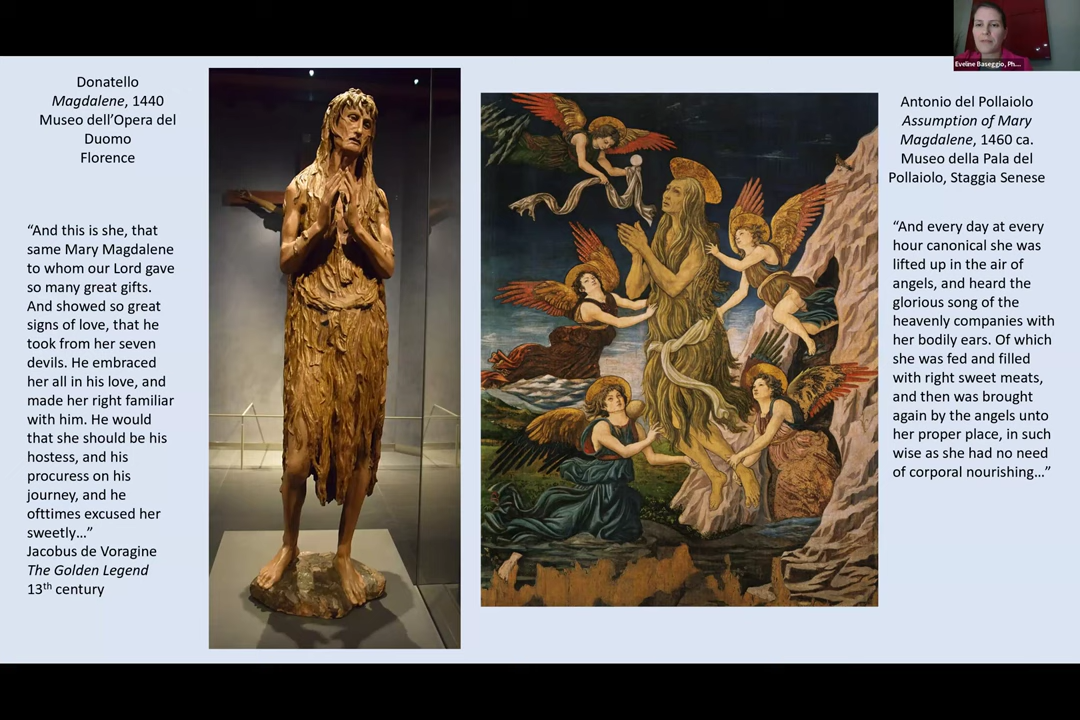 Eveline Baseggio, Ph....
Donatello
Magdalene, 1440
Museo dell’Opera del
Duomo
Florence
“And this is she, that
same Mary Magdalene
to whom our Lord gave
so many great gifts.
And showed so great
signs of love, that he
took from her seven
devils. He embraced
her all in his love, and
made her right familiar
with him. He would
that she should be his
hostess, and his
procuress on his
journey, and he
ofttimes excused her
sweetly…”
Jacobus de Voragine
The Golden Legend
13th century
Antonio del Pollaiolo
Assumption of Mary
Magdalene, 1460 ca.
Museo della Pala del
Pollaiolo, Staggia Senese
“And every day at every
hour canonical she was
lifted up in the air of
angels, and heard the
glorious song of the
heavenly companies with
her bodily ears. Of which
she was fed and filled
with right sweet meats,
and then was brought
again by the angels unto
her proper place, in such
wise as she had no need
of corporal nourishing…”